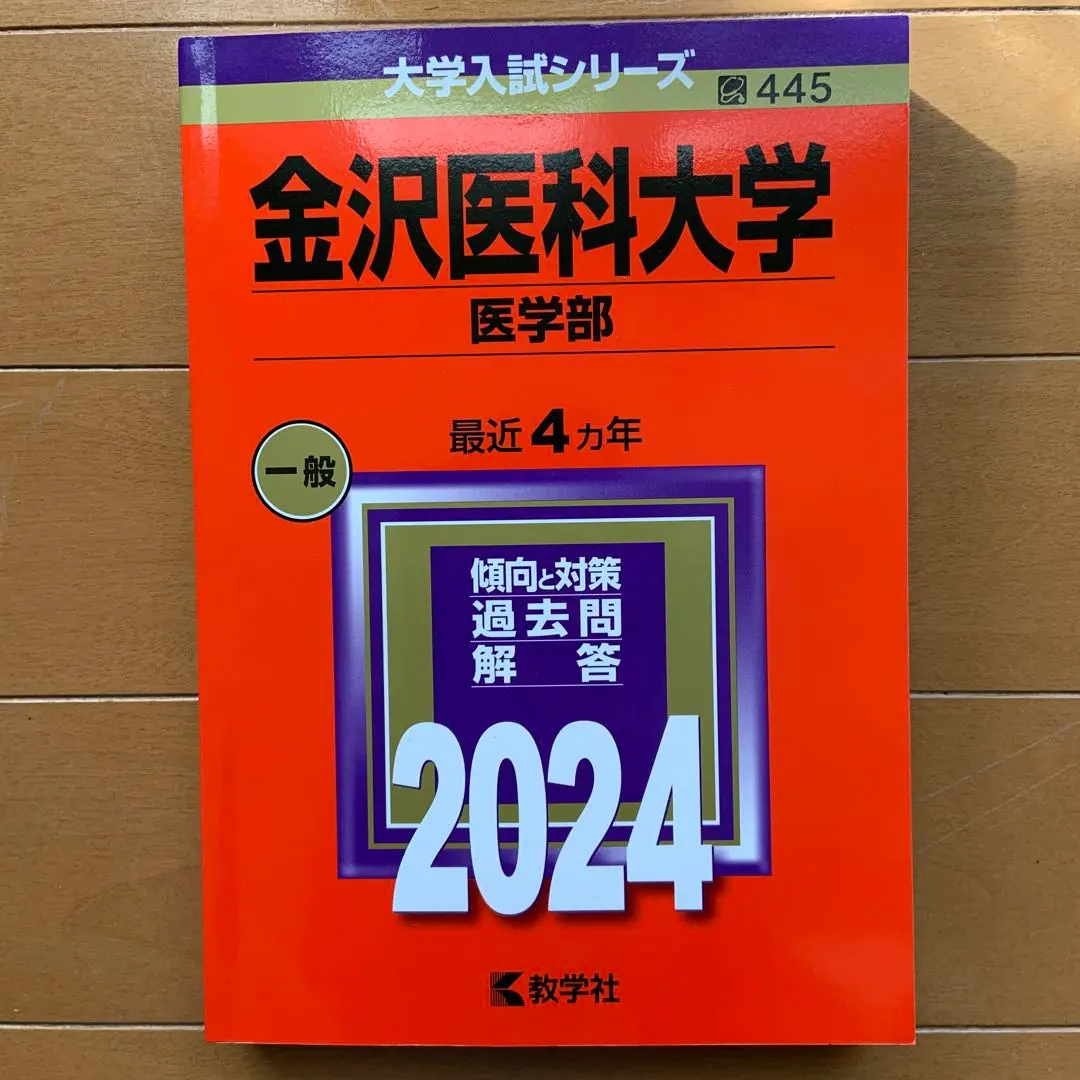 大学入試シリーズ
445
金沢医科大学
医学部
最近4ヵ年
一般
傾向と対策
過去問
解答
2024
教学社